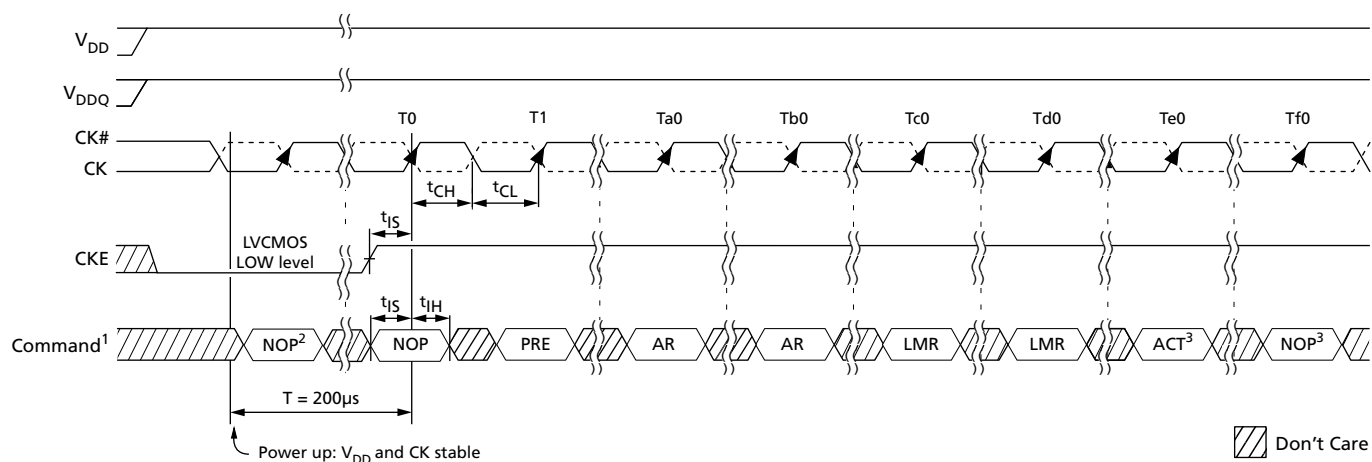 VDD
VDDQ
T0 T1 Ta0 Tb0 Tc0 Td0 Te0 Tf0
CK#
CK
tCH tCL
tIS
LVCMOS
LOW level
CKE
tIS tIH
Command1 NOP2 NOP PRE AR AR LMR LMR ACT3 NOP3
T = 200µs
Power up: VDD and CK stable
Don't Care